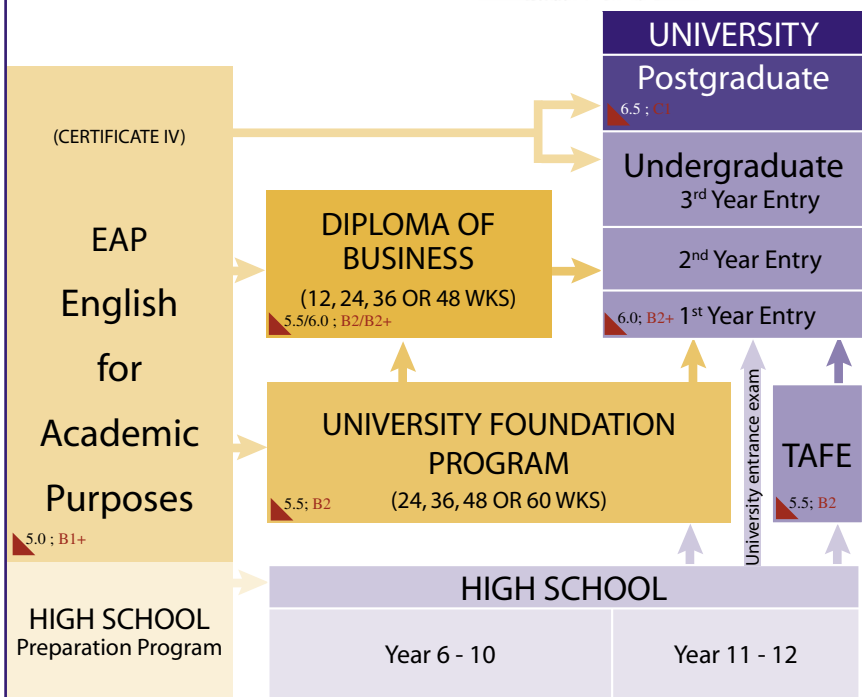 UNIVERSITY
Postgraduate
6.5 ; C1
(CERTIFICATE IV)
Undergraduate
3rd Year Entry
2nd Year Entry
6.0; B2+ 1st Year Entry
EAP
English
for
Academic
Purposes
5.0 ; B1+
DIPLOMA OF
BUSINESS
(12, 24, 36 OR 48 WKS)
5.5/6.0 ; B2/B2+
UNIVERSITY FOUNDATION
PROGRAM
(24, 36, 48 OR 60 WKS)
5.5; B2
University entrance exam
TAFE
5.5; B2
HIGH SCHOOL
Preparation Program
HIGH SCHOOL
Year 6 - 10
Year 11 - 12